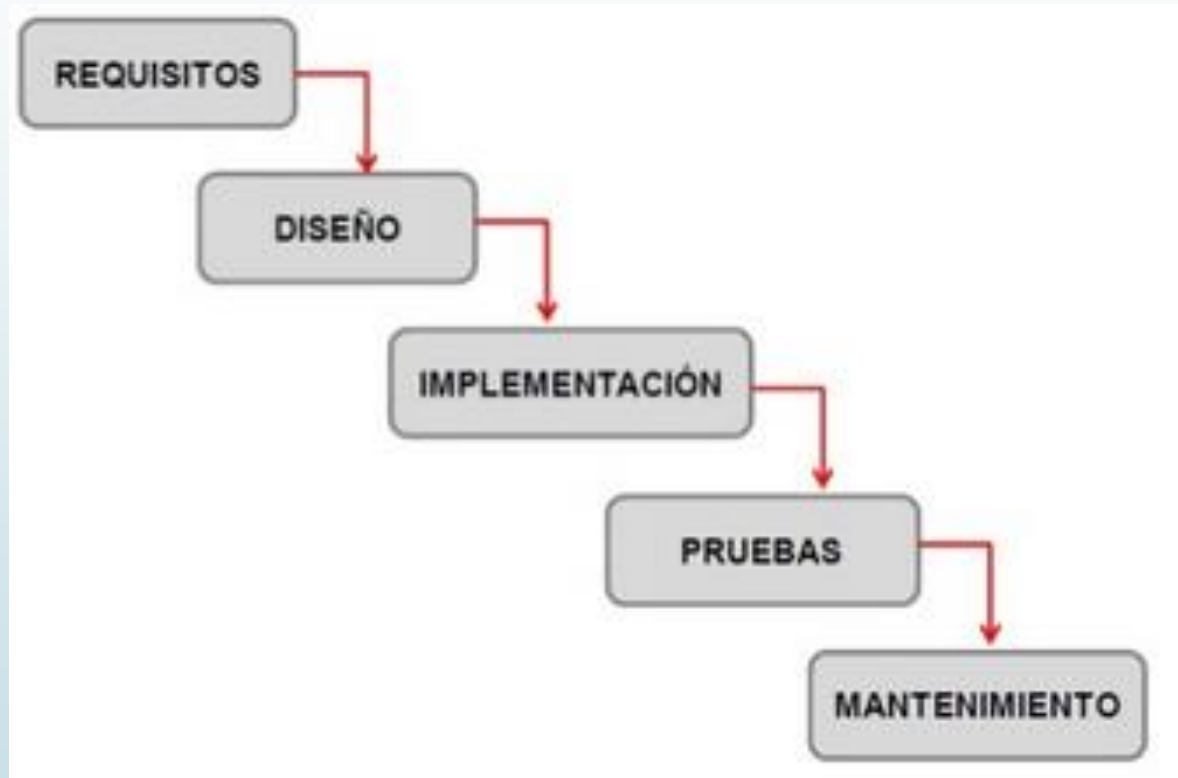 REQUISITOS
DISEÑO
IMPLEMENTACIÓN
PRUEBAS
MANTENIMIENTO